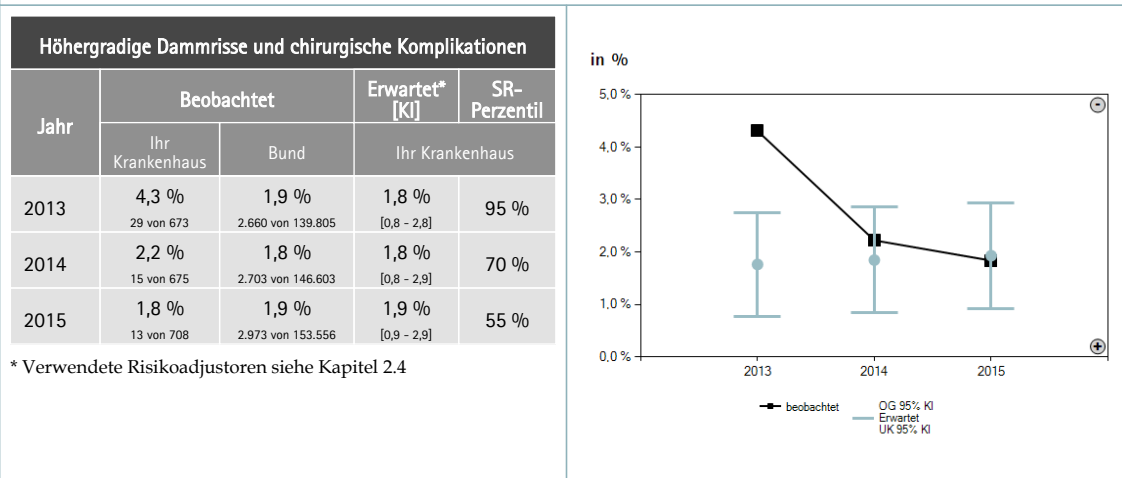 Höhergradige Dammrisse und chirurgische Komplikationen
Jahr
Beobachtet
Erwartet*
[KI]
SR-
Perzentil
Ihr
Krankenhaus
Bund
Ihr Krankenhaus
2013
4,3 %
29 von 673
1,9 %
2.660 von 139.805
1,8 %
[0,8 - 2,8]
95 %
2014
2,2 %
15 von 675
1,8 %
2.703 von 146.603
1,8 %
[0,8 - 2,9]
70 %
2015
1,8 %
13 von 708
1,9 %
2.973 von 153.556
1,9 %
[0,9 - 2,9]
55 %
* Verwendete Risikoadjustoren siehe Kapitel 2.4
in %
5,0 %
4,0 %
3,0 %
2,0 %
1,0 %
0,0 %
-
+
2013
2014
2015
beobachtet
OG 95% KI
Erwartet
UK 95% KI